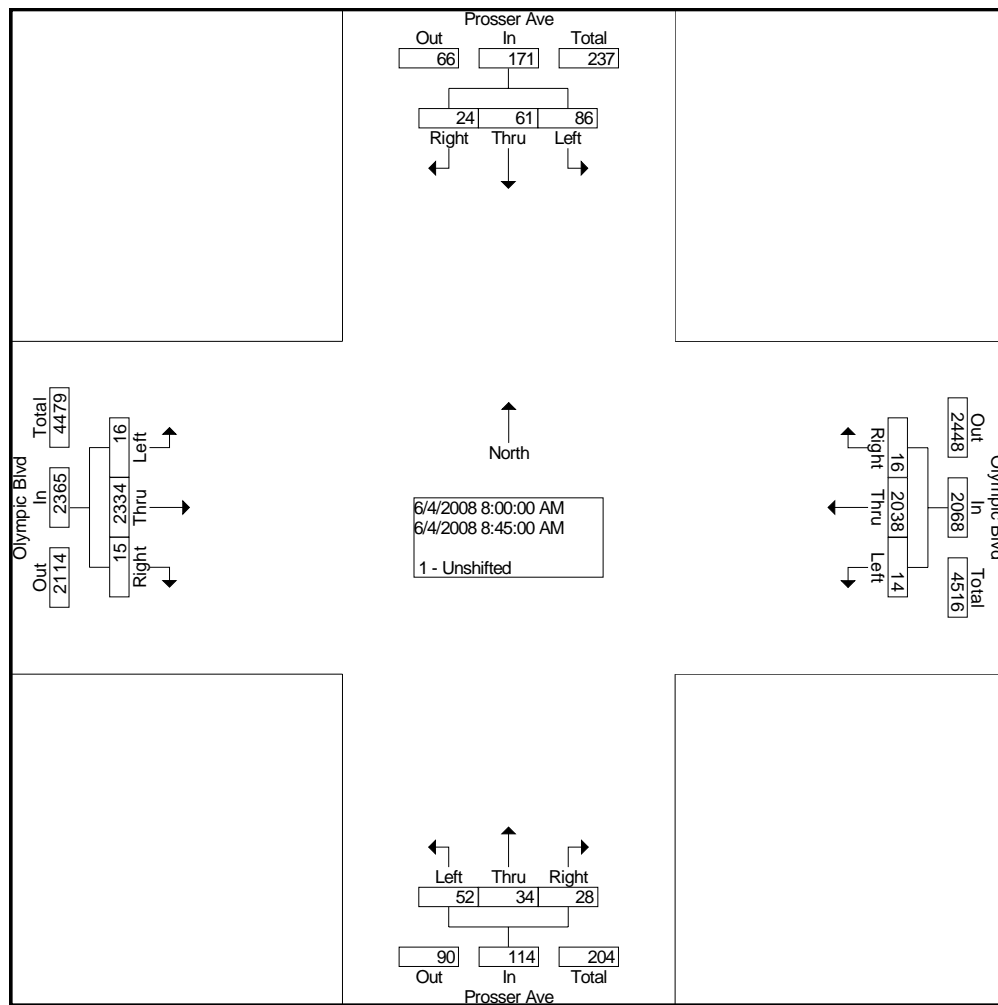 Prosser Ave
Out In Total
66 171 237
24 61 86
Right Thru Left
Olympic Blvd
Total In Out
4479 2365 2114
16 2334 15
Left Thru Right
North
6/4/2008 8:00:00 AM
6/4/2008 8:45:00 AM
1 - Unshifted
Right Thru Left
16 2038 14
2448 2068 4516
Out In Total
Olympic Blvd
Left Thru Right
52 34 28
90 114 204
Out In Total
Prosser Ave